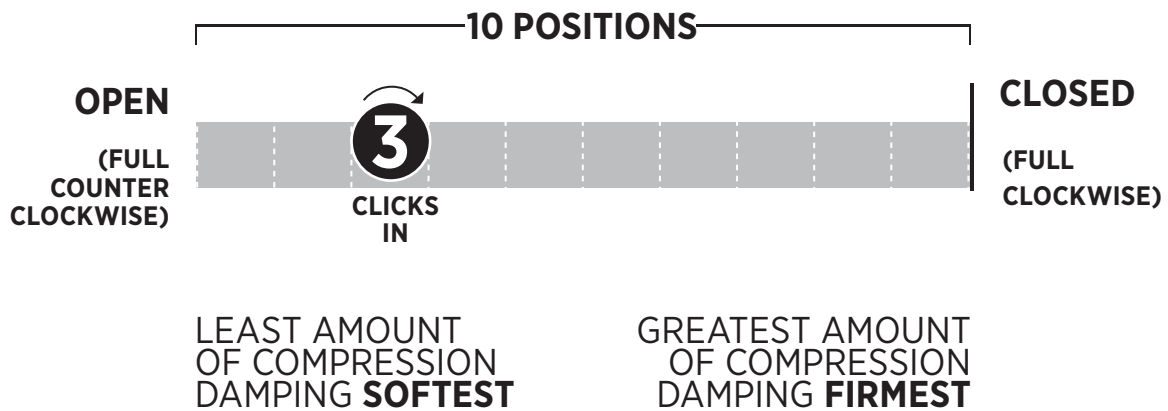 10 POSITIONS
OPEN
(FULL
COUNTER
CLOCKWISE)
3
CLICKS
IN
CLOSED
(FULL
CLOCKWISE)
LEAST AMOUNT
OF COMPRESSION
DAMPING SOFTEST
GREATEST AMOUNT
OF COMPRESSION
DAMPING FIRMEST